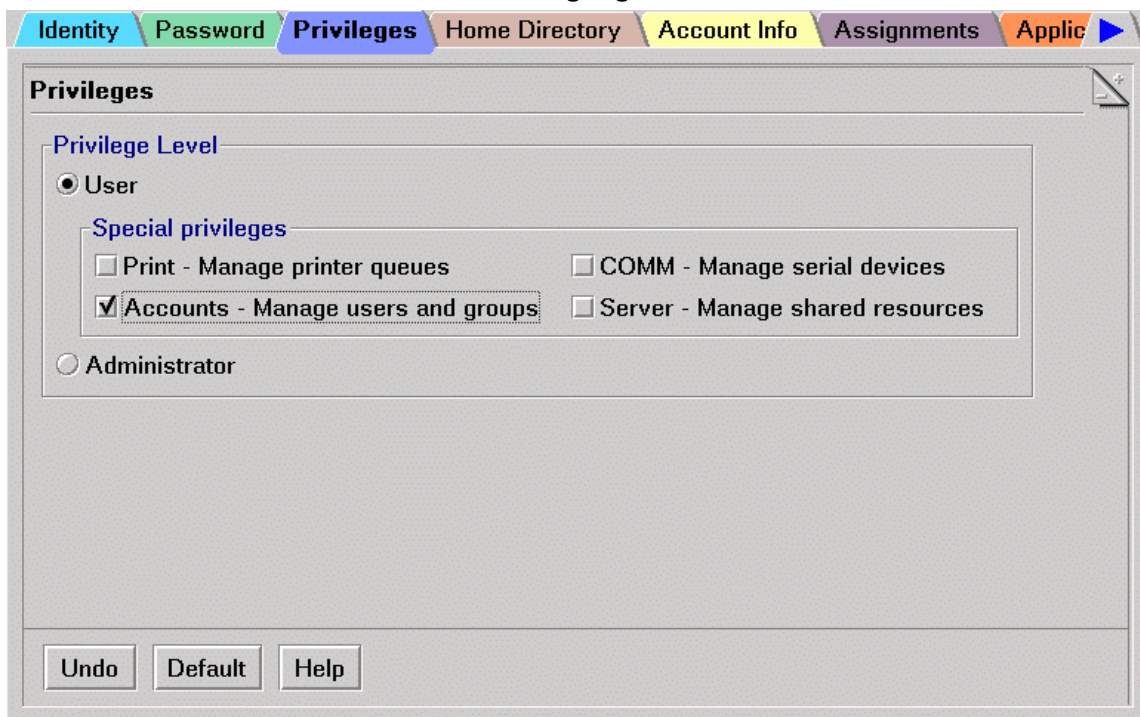 Identity Password Privileges Home Directory Account Info Assignments Applic
Privileges
Privilege Level
User
Special privileges
Print - Manage printer queues COMM - Manage serial devices
Accounts - Manage users and groups Server - Manage shared resources
Administrator
Undo Default Help